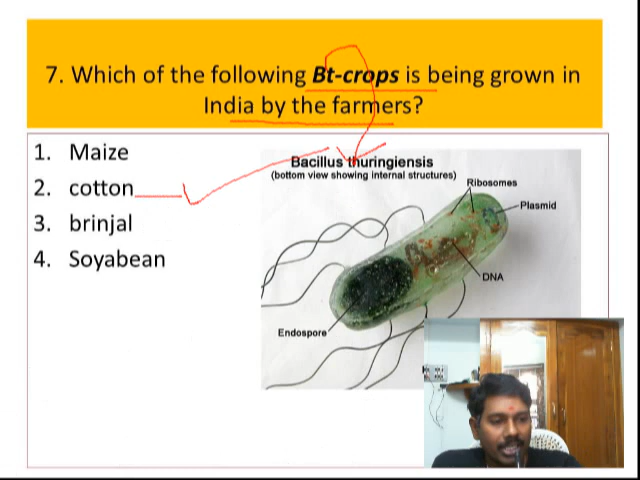 7. Which of the following Bt-crops is being grown in
India by the farmers?
1. Maize
2. cotton
3. brinjal
4. Soyabean
Bacillus thuringiensis
(bottom view showing internal structures)
Ribosomes
Plasmid
DNA
Endospore